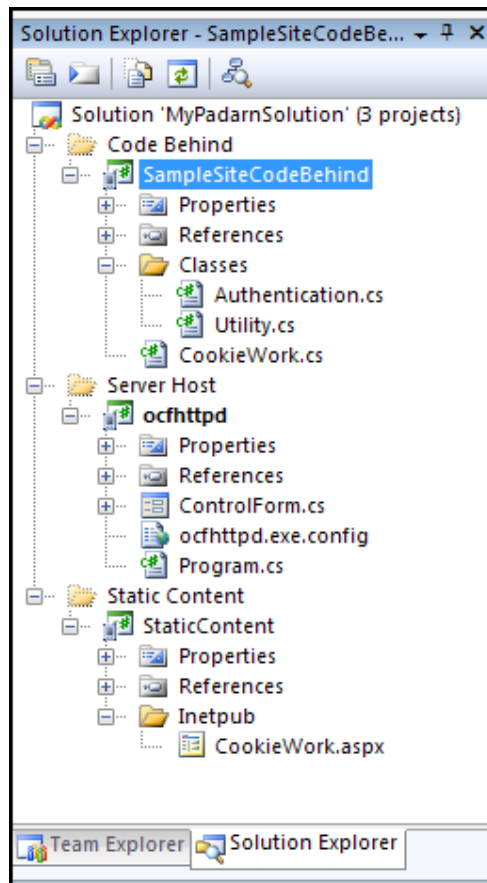 Solution Explorer - SampleSiteCodeBe...
Solution 'MyPadarnSolution' (3 projects)
Code Behind
SampleSiteCodeBehind
Properties
References
Classes
Authentication.cs
Utility.cs
CookieWork.cs
Server Host
ocfhttpd
Properties
References
ControlForm.cs
ocfhttpd.exe.config
Program.cs
Static Content
StaticContent
Properties
References
Inetpub
CookieWork.aspx
Team Explorer Solution Explorer